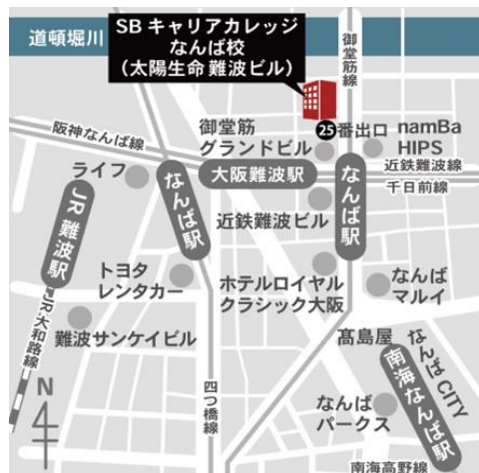 道頓堀川
SB キャリアカレッジ
なんば校
(太陽生命 難波ビル)
御堂筋線
25番出口
namBa
HIPS
阪神なんば線
御堂筋
グランドビル
近鉄難波線
千日前線
ライフ
大阪難波駅
なんば駅
なんば駅
JR 難波駅
近鉄難波ビル
トヨタ
レンタカー
ホテルロイヤル
クラシック大阪
なんば
マルイ
JR大和路線
難波サンケイビル
髙島屋
なんばCITY
南海なんば駅
N
四つ橋線
なんば
パークス
南海高野線